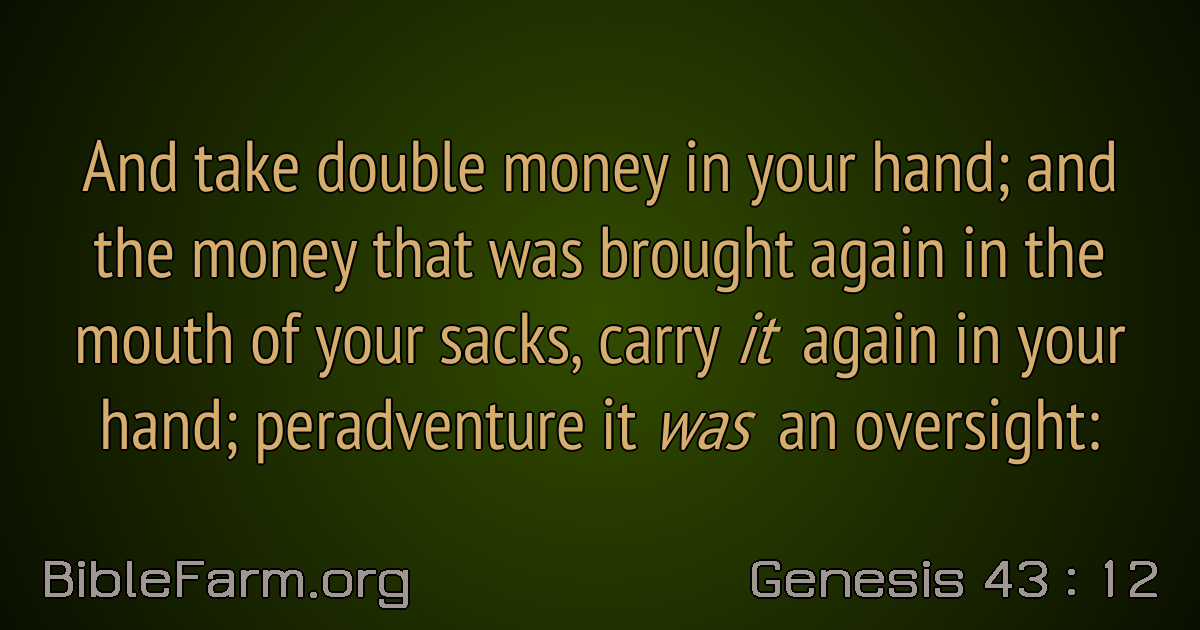 And take double money in your hand; and
the money that was brought again in the
mouth of your sacks, carry it again in your
hand; peradventure it was an oversight:
BibleFarm.org
Genesis 43 : 12